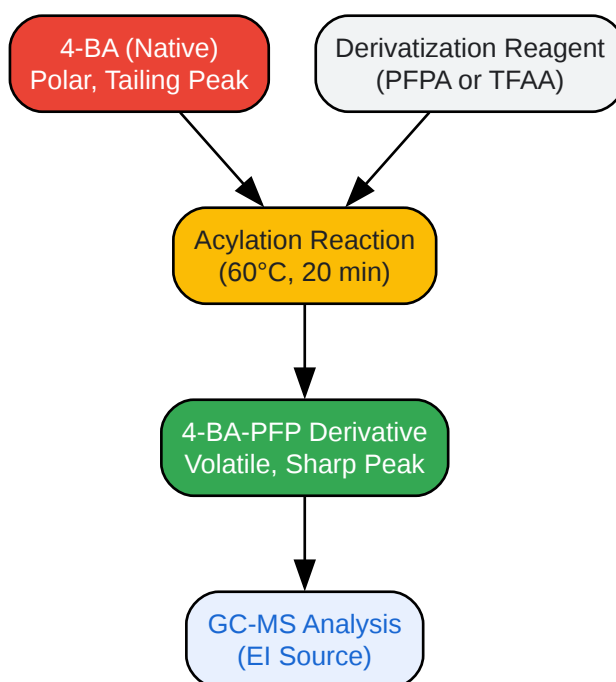 4-BA (Native)
Polar, Tailing Peak
Derivatization Reagent
(PFPA or TFAA)
Acylation Reaction
(60°C, 20 min)
4-BA-PFP Derivative
Volatile, Sharp Peak
GC-MS Analysis
(EI Source)